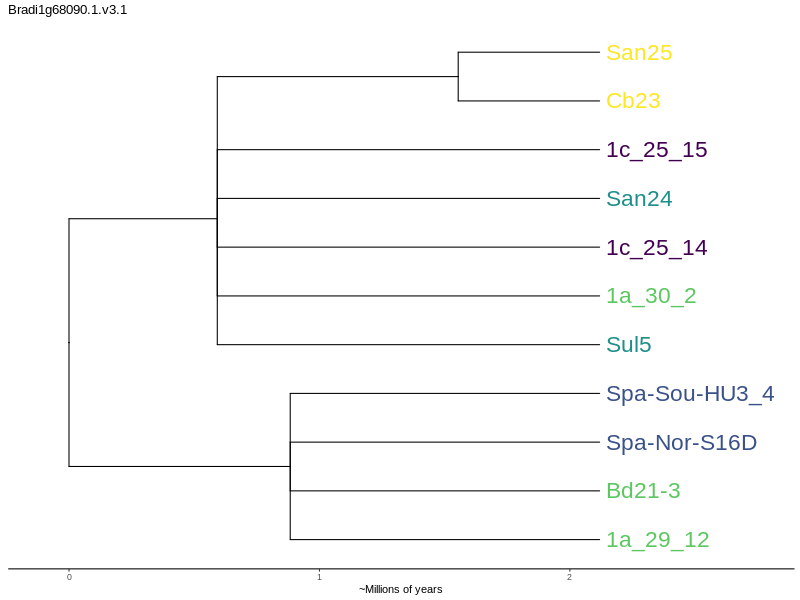 Bradi1g68090.1.v3.1
San25
Cb23
1c_25_15
San24
1c_25_14
1a_30_2
Sul5
Spa-Sou-HU3_4
Spa-Nor-S16D
Bd21-3
1a_29_12
0 1 2
~Millions of years